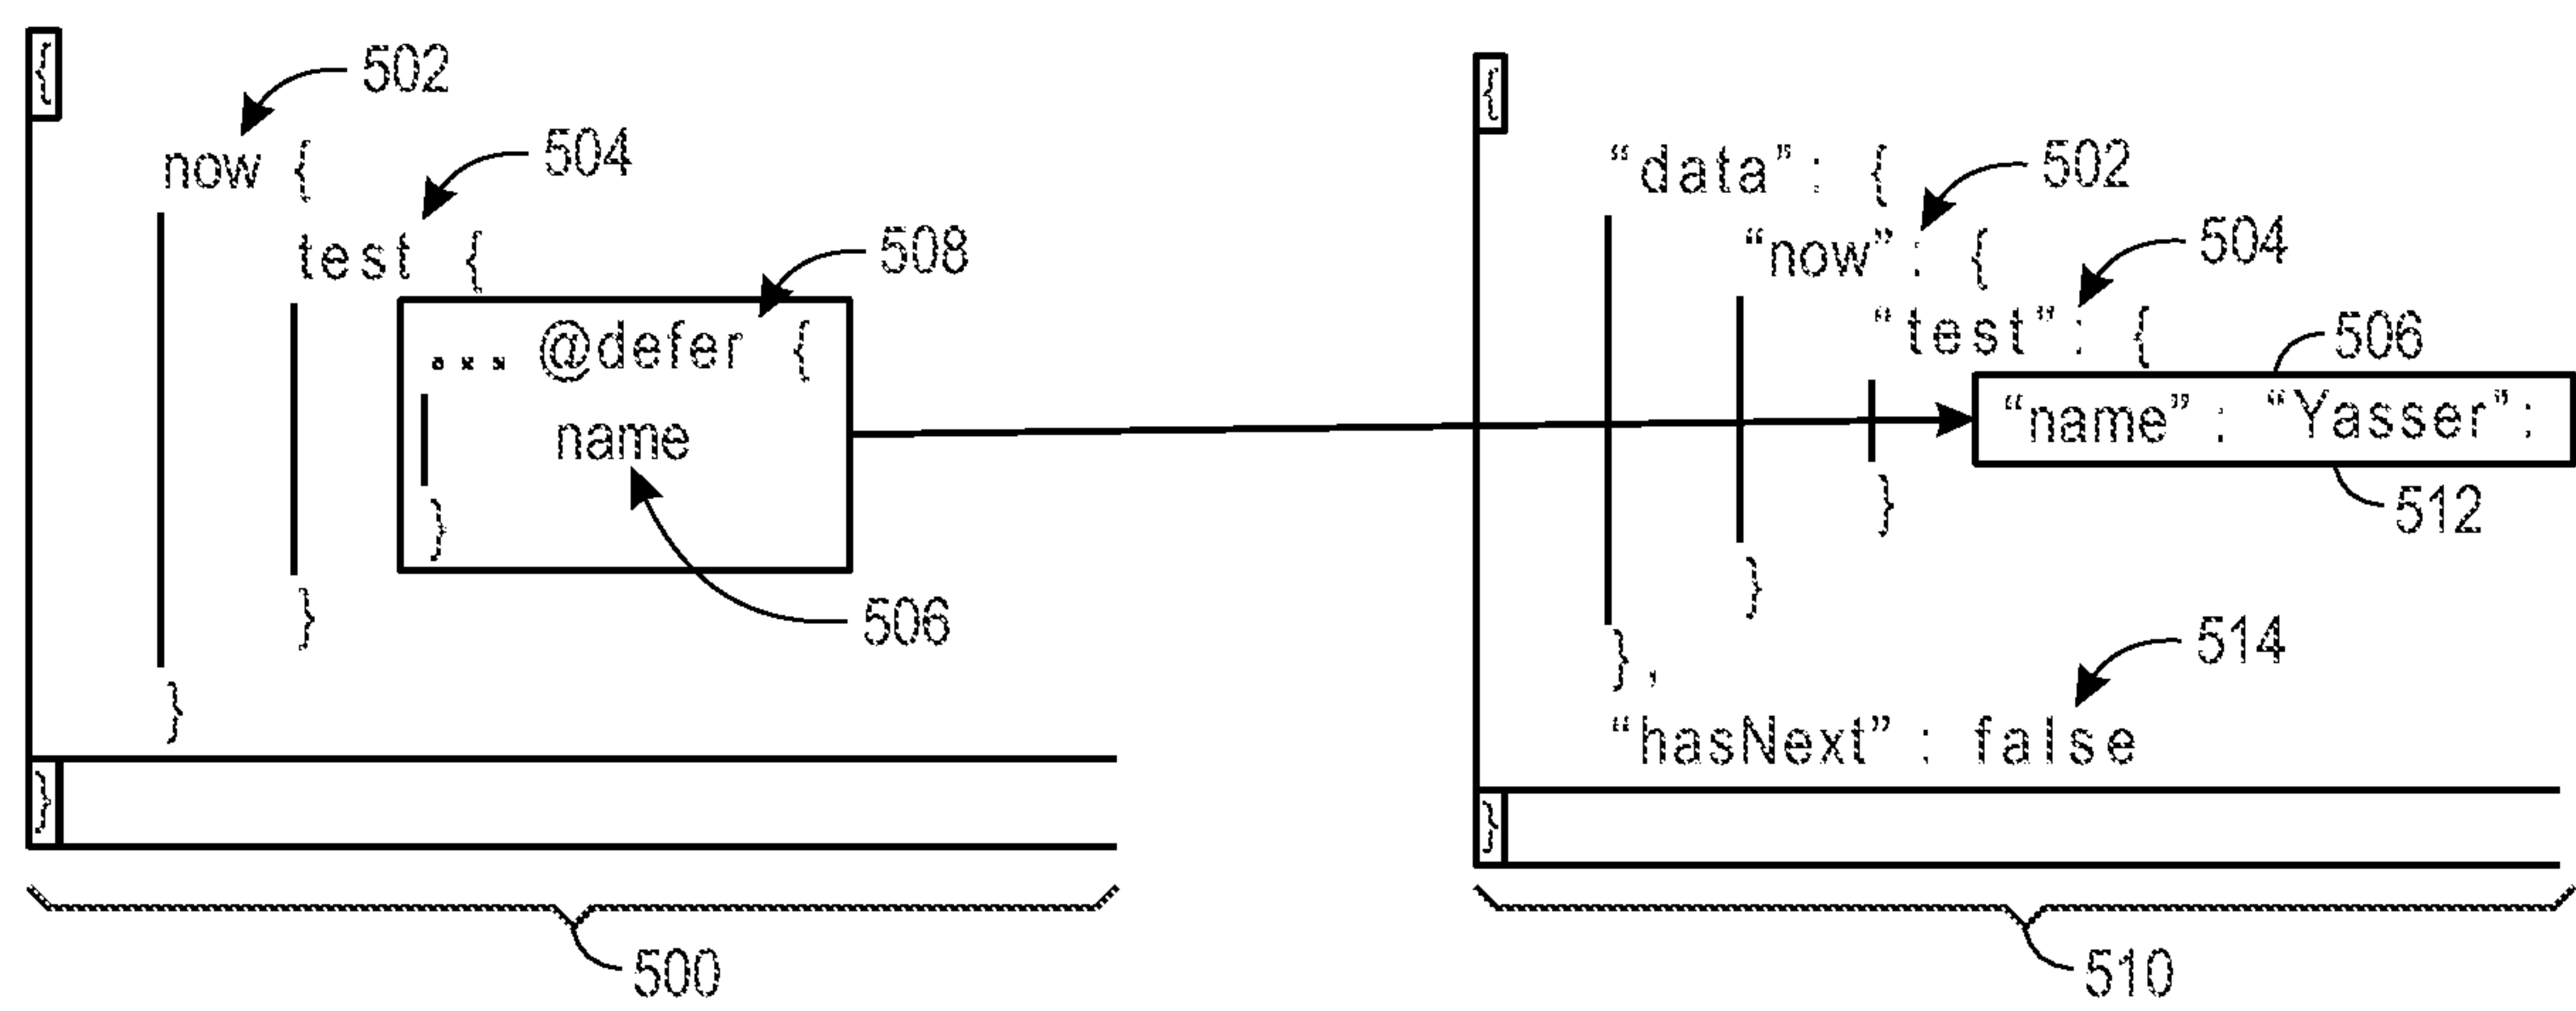 {
502
now {
504
test {
508
... @defer {
name
}
506
}
}
}
500
{
"data": {
502
"now": {
504
"test": {
506
"name": "Yasser":
512
}
}
514
},
"hasNext": false
}
510